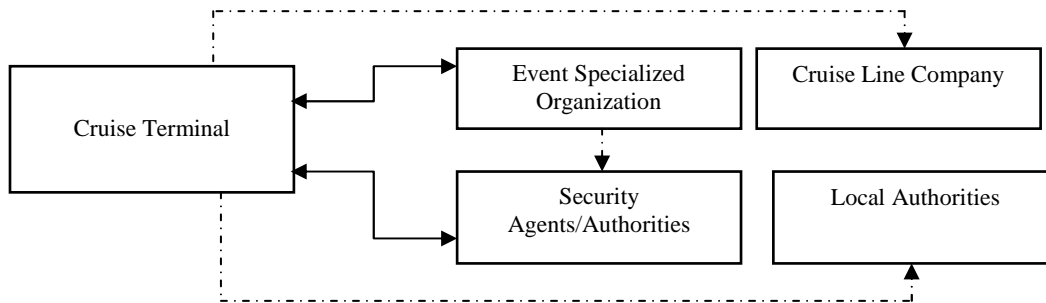 Cruise Terminal
Event Specialized
Organization
Cruise Line Company
Security
Agents/Authorities
Local Authorities